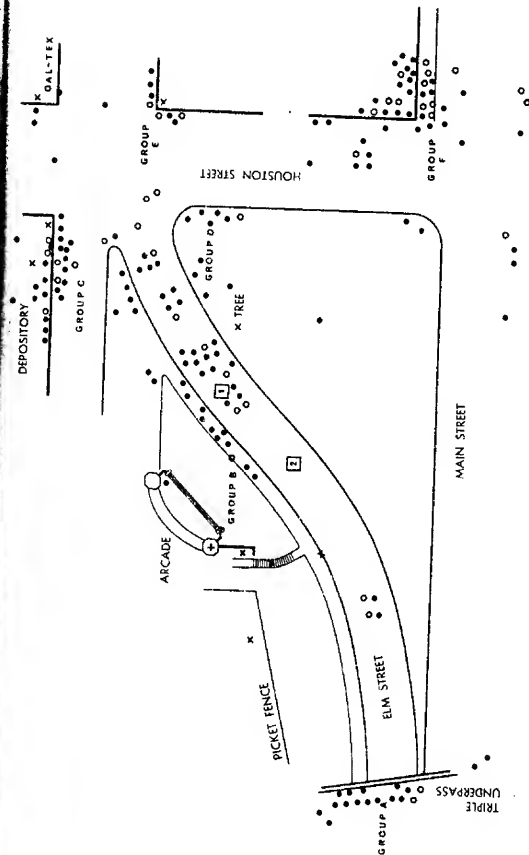 DAL-TEX
x
DEPOSITORY
x
x
GROUP
C
GROUP
E
x
HOUSTON STREET
GROUP D
x TREE
ARCADE
+
x
GROUP B
1
2
PICKET FENCE
x
x
ELM STREET
MAIN STREET
GROUP
F
TRIPLE
UNDERPASS
GROUP A